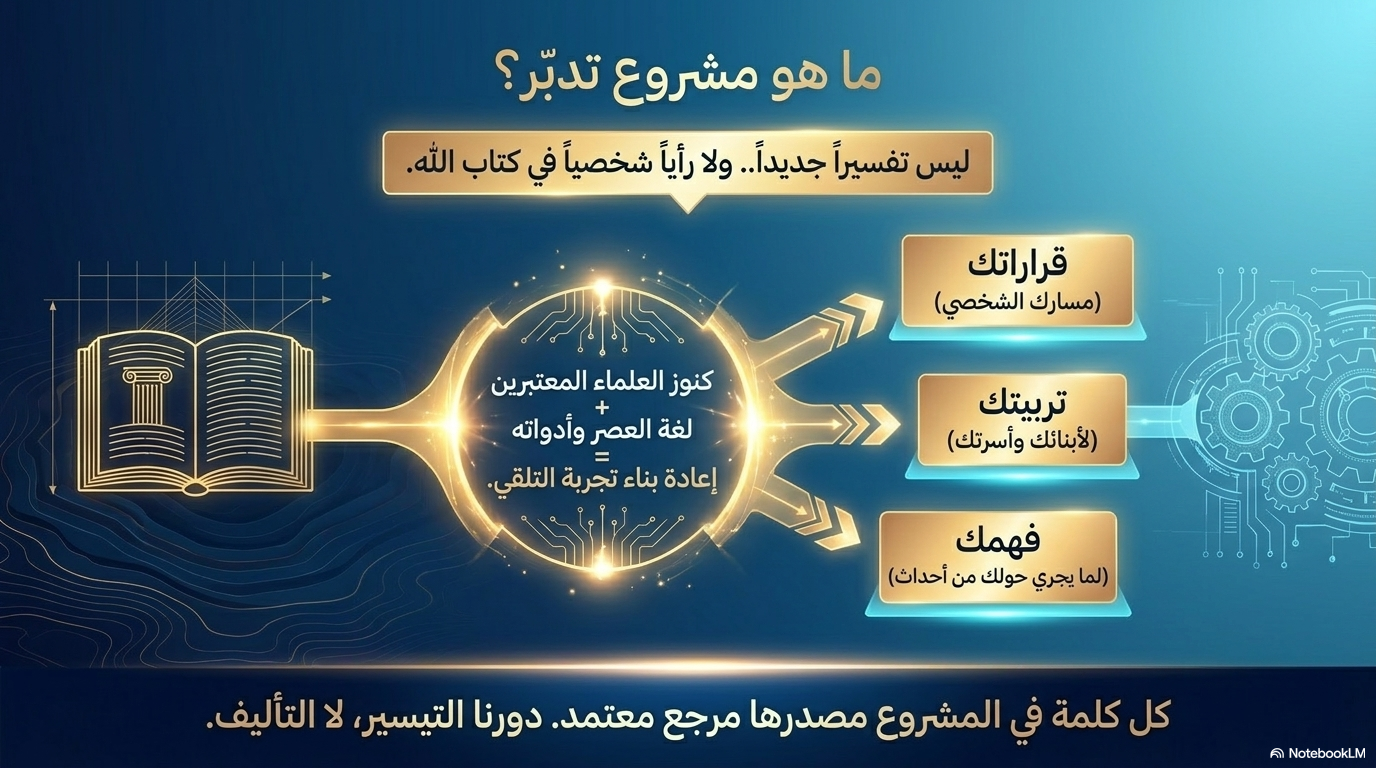 ما هو مشروع تدبّر؟
ليس تفسيراً جديداً.. ولا رأياً شخصياً في كتاب الله.
كنوز العلماء المعتبرين
+
لغة العصر وأدواته
=
إعادة بناء تجربة التلقي.
قراراتك
(مسارك الشخصي)
تربيتك
(لأبنائك وأسرتك)
فهمك
(لما يجري حولك من أحداث)
كل كلمة في المشروع مصدرها مرجع معتمد. دورنا التيسير، لا التأليف.
NotebookLM